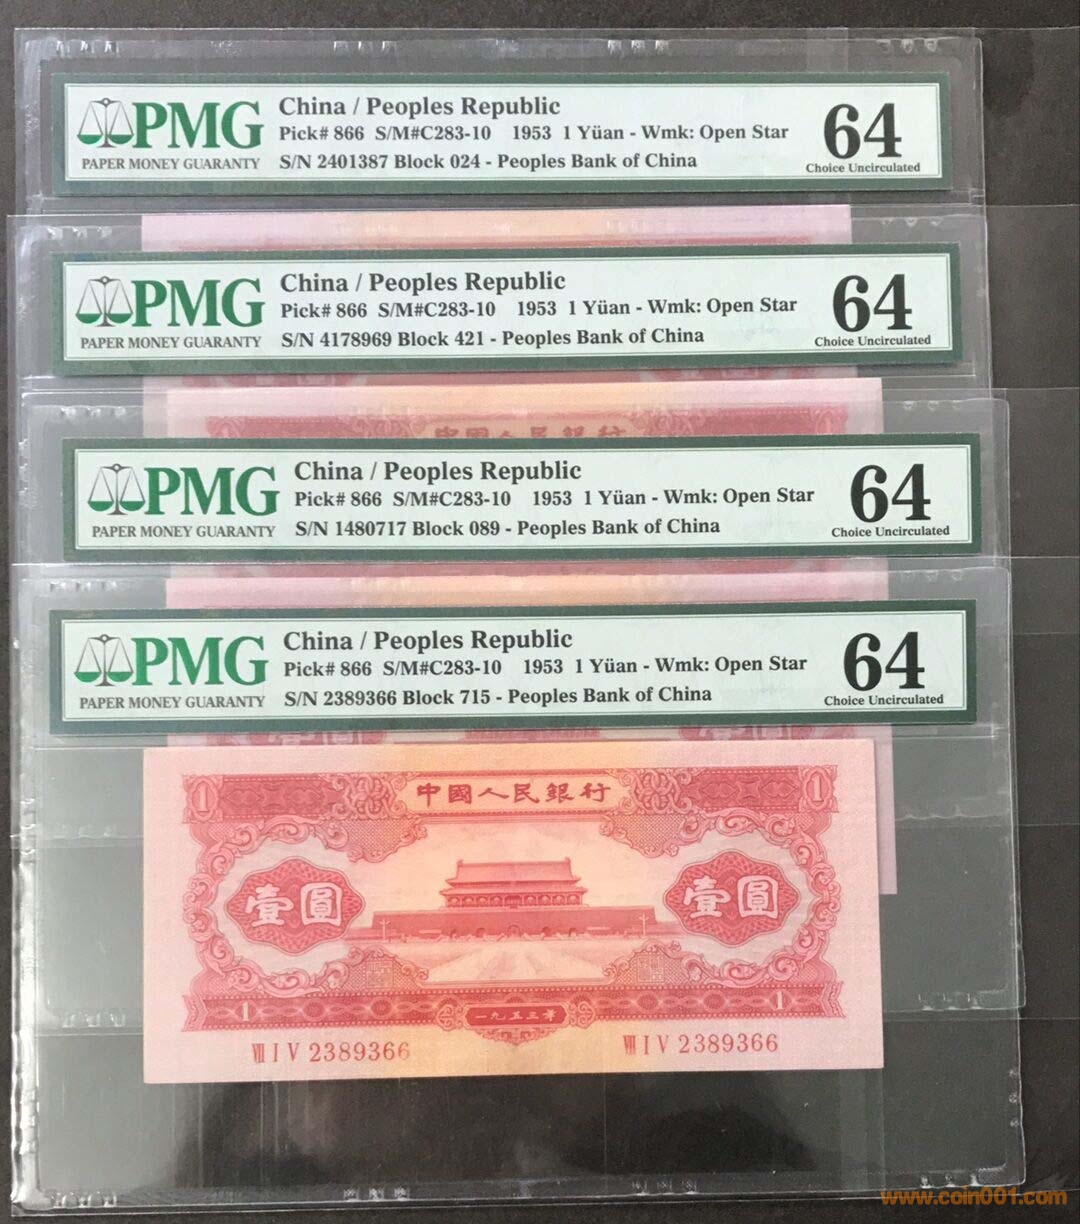 PMG
PAPER MONEY GUARANTY
China / Peoples Republic
Pick# 866 S/M#C283-10 1953 1 Yüan - Wmk: Open Star
S/N 2401387 Block 024 - Peoples Bank of China
64
Choice Uncirculated
PMG
PAPER MONEY GUARANTY
China / Peoples Republic
Pick# 866 S/M#C283-10 1953 1 Yüan - Wmk: Open Star
S/N 4178969 Block 421 - Peoples Bank of China
64
Choice Uncirculated
中國人民銀行
PMG
PAPER MONEY GUARANTY
China / Peoples Republic
Pick# 866 S/M#C283-10 1953 1 Yüan - Wmk: Open Star
S/N 1480717 Block 089 - Peoples Bank of China
64
Choice Uncirculated
PMG
PAPER MONEY GUARANTY
China / Peoples Republic
Pick# 866 S/M#C283-10 1953 1 Yüan - Wmk: Open Star
S/N 2389366 Block 715 - Peoples Bank of China
64
Choice Uncirculated
1 中國人民銀行 1
壹圓 壹圓
1 一九五三年 1
VII I V 2389366 VII I V 2389366
www.coin001.com